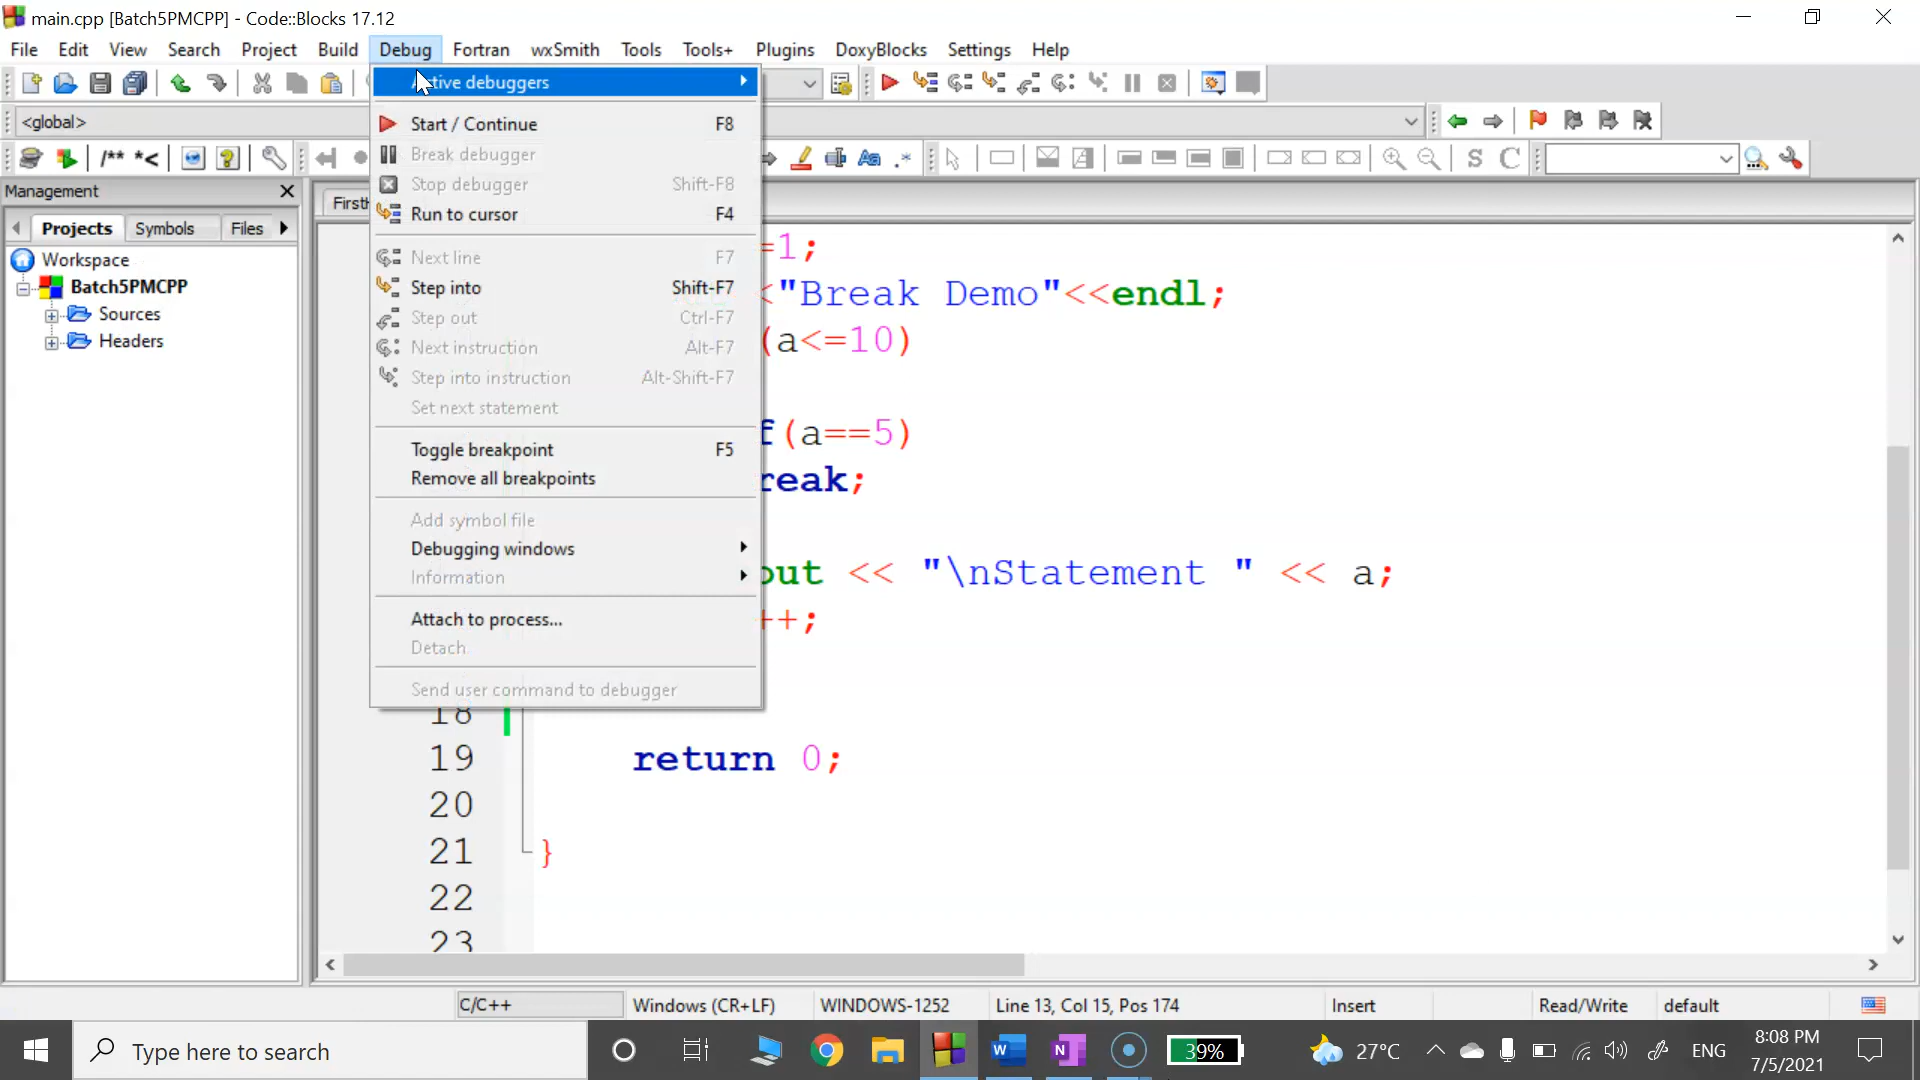 main.cpp [Batch5PMCPP] - Code::Blocks 17.12
File Edit View Search Project Build Debug Fortran wxSmith Tools Tools+ Plugins DoxyBlocks Settings Help
<global>
/** *<
Management
Projects Symbols Files
Workspace
Batch5PMCPP
Sources
Headers
tive debuggers
Start / Continue F8
Break debugger
Stop debugger Shift-F8
Run to cursor F4
Next line F7
Step into Shift-F7
Step out Ctrl-F7
Next instruction Alt-F7
Step into instruction Alt-Shift-F7
Set next statement
Toggle breakpoint F5
Remove all breakpoints
Add symbol file
Debugging windows
Information
Attach to process...
Detach
Send user command to debugger
=1;
<"Break Demo"<<endl;
(a<=10)
f(a==5)
reak;
out << "\nStatement " << a;
++;
18
19 return 0;
20
21 }
22
23
C/C++ Windows (CR+LF) WINDOWS-1252 Line 13, Col 15, Pos 174 Insert Read/Write default
Type here to search
39%
27°C
ENG
8:08 PM
7/5/2021